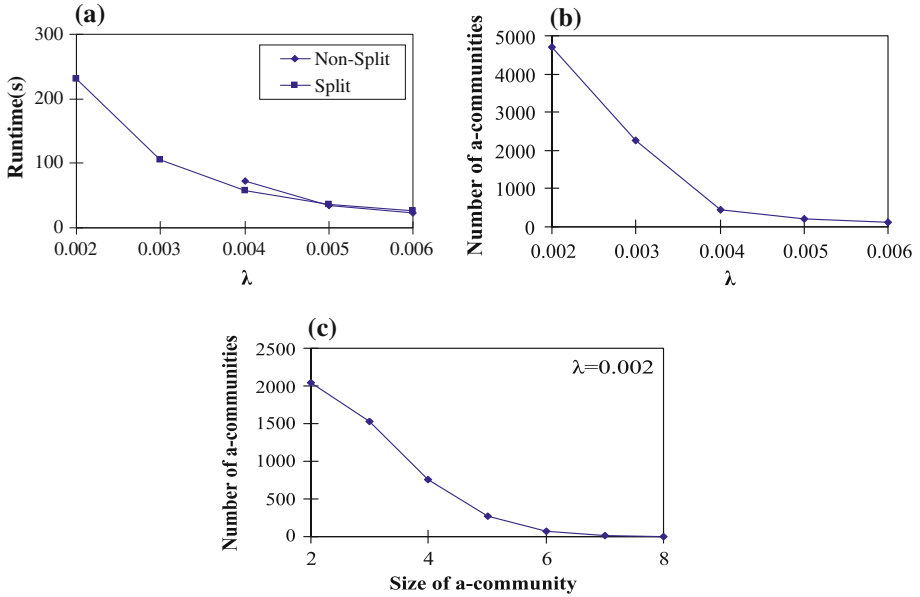 (a)
Runtime(s)
300
200
100
0
0.002 0.003 0.004 0.005 0.006
λ
Non-Split
Split
(b)
Number of a-communities
5000
4000
3000
2000
1000
0
0.002 0.003 0.004 0.005 0.006
λ
(c)
Number of a-communities
2500
2000
1500
1000
500
0
2 4 6 8
Size of a-community
λ=0.002